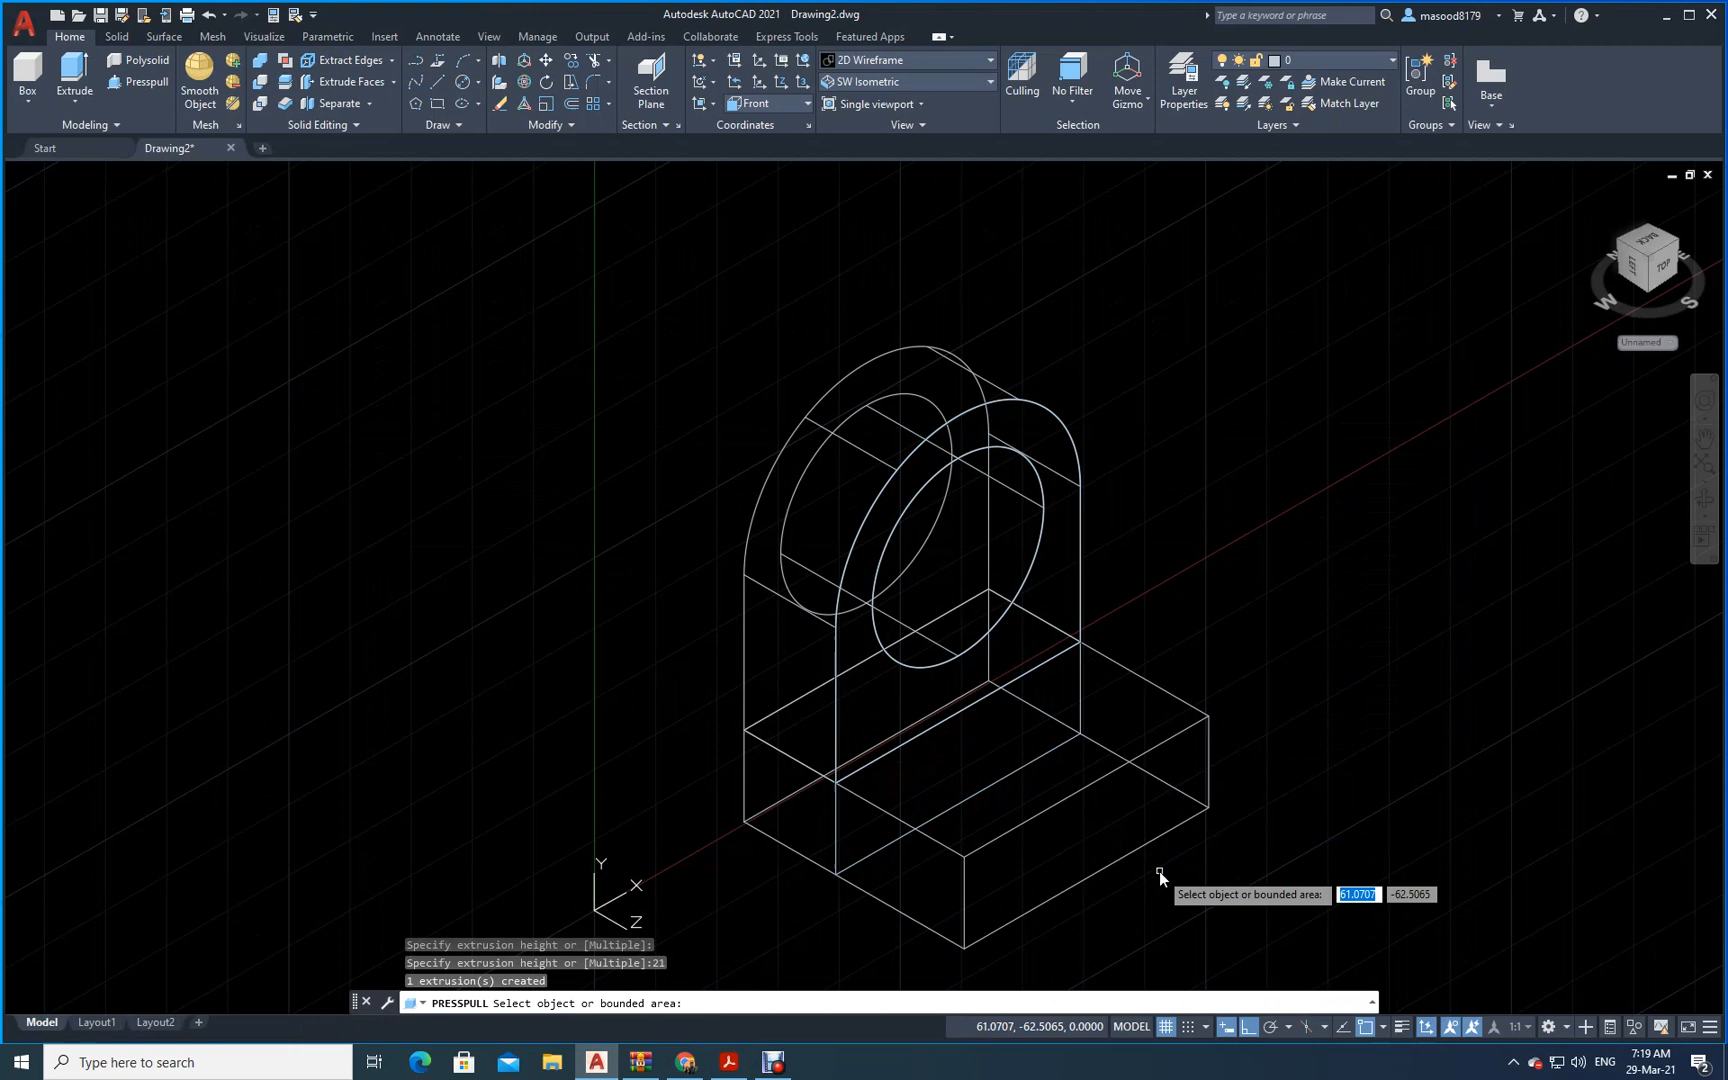 Autodesk AutoCAD 2021 Drawing2.dwg
Type a keyword or phrase
masood8179
Home Solid Surface Mesh Visualize Parametric Insert Annotate View Manage Output Add-ins Collaborate Express Tools Featured Apps
Box
Extrude
Polysolid
Presspull
Smooth
Object
Extract Edges
Extrude Faces
Separate
Section
Plane
Front
2D Wireframe
SW Isometric
Single viewport
Culling
No Filter
Move
Gizmo
Layer
Properties
0
Make Current
Match Layer
Group
Base
Modeling Mesh Solid Editing Draw Modify Section Coordinates View Selection Layers Groups View
Start Drawing2*
BACK
LEFT
TOP
W
S
Unnamed
Y
X
Z
Select object or bounded area: 61.0707 -62.5065
Specify extrusion height or [Multiple]:
Specify extrusion height or [Multiple]:21
1 extrusion(s) created
PRESSPULL Select object or bounded area:
Model Layout1 Layout2
61.0707, -62.5065, 0.0000 MODEL
1:1
Type here to search
ENG
7:19 AM
29-Mar-21
2